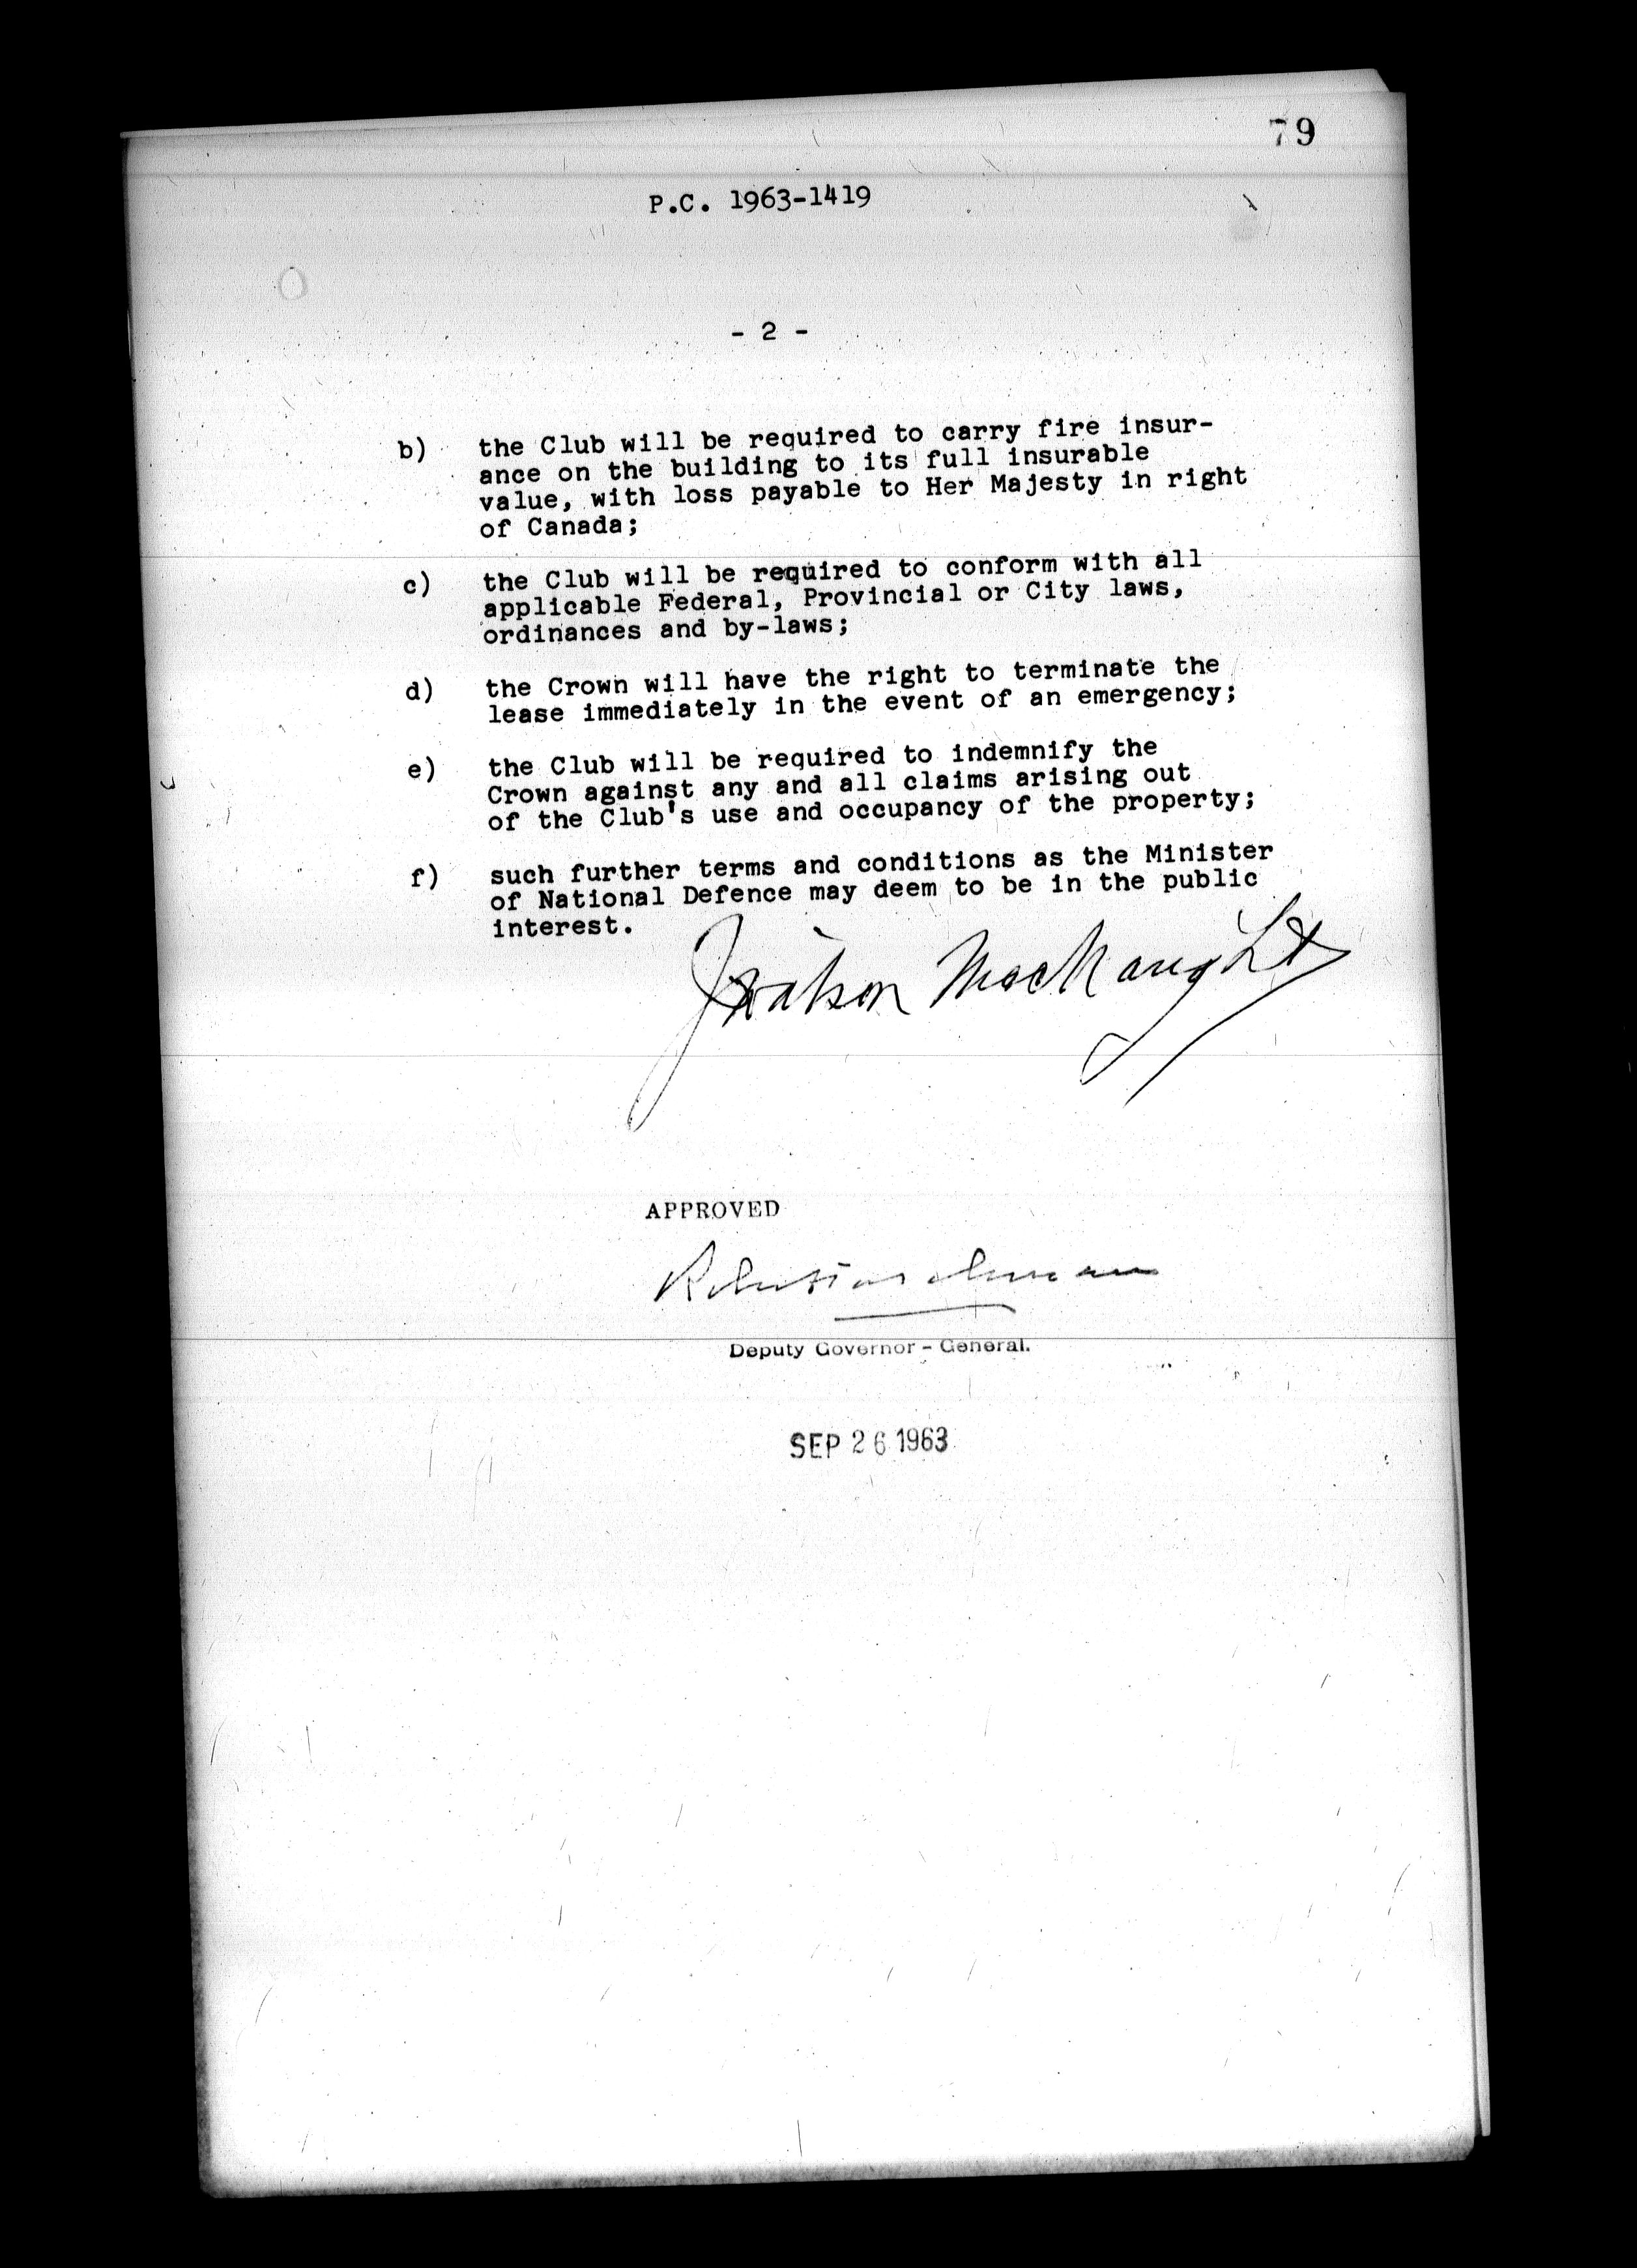 79
P.C. 1963-1419
- 2 -
b) the Club will be required to carry fire insur-
ance on the building to its full insurable
value, with loss payable to Her Majesty in right
of Canada;
c) the Club will be required to conform with all
applicable Federal, Provincial or City laws,
ordinances and by-laws;
d) the Crown will have the right to terminate the
lease immediately in the event of an emergency;
e) the Club will be required to indemnify the
Crown against any and all claims arising out
of the Club's use and occupancy of the property;
f) such further terms and conditions as the Minister
of National Defence may deem to be in the public
interest.
J Watson MacNaught
APPROVED
Deputy Governor - General.
SEP 26 1963